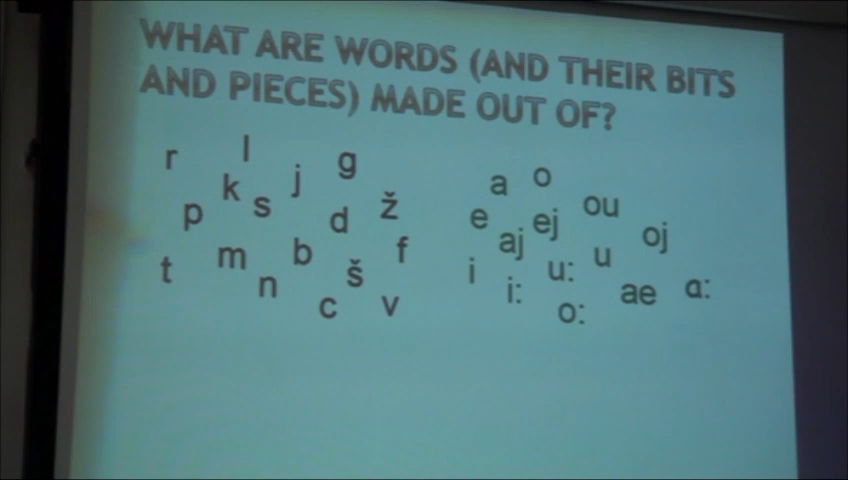 WHAT ARE WORDS (AND THEIR BITS
AND PIECES) MADE OUT OF?
r l j g
k s d ž
p m b f
t n š
c v
a o
e ej ou
aj u oj
i u:
i: ae ɑ:
o: